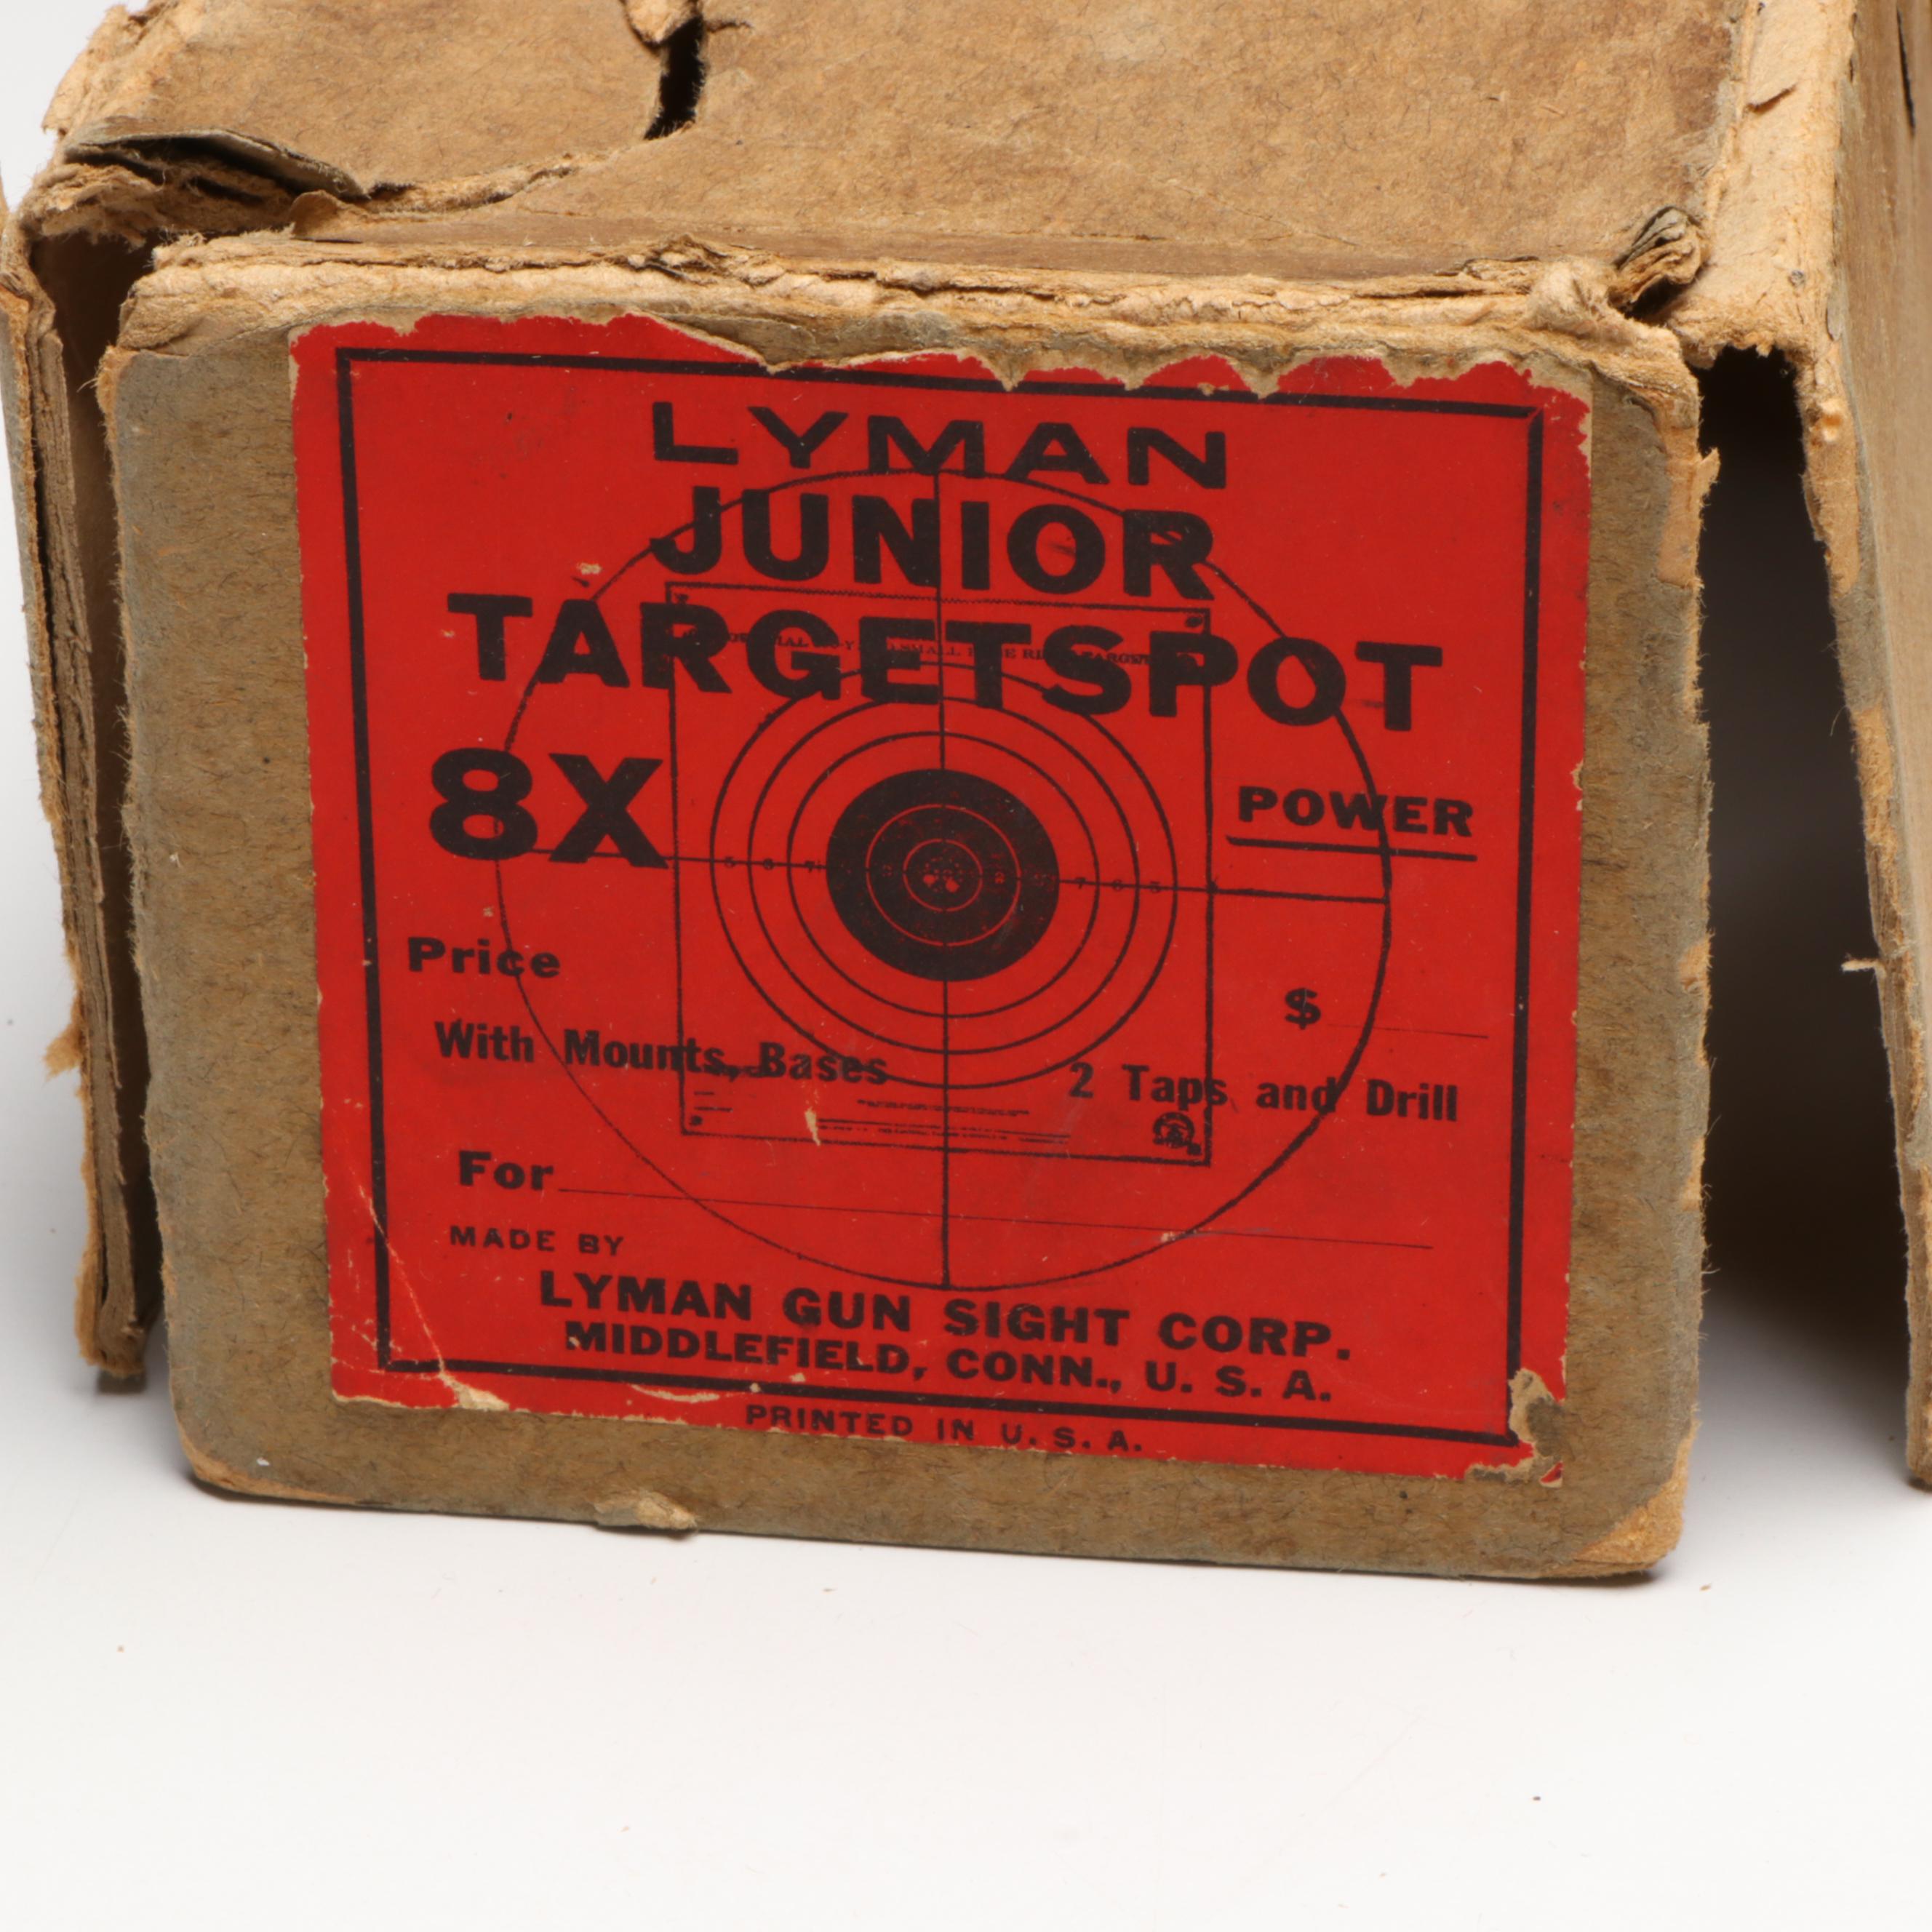 LYMAN
JUNIOR
TARGETSPOT
8X
POWER
Price
$
With Mounts, Bases
2 Taps and Drill
For
MADE BY
LYMAN GUN SIGHT CORP.
MIDDLEFIELD, CONN., U. S. A.
PRINTED IN U. S. A.